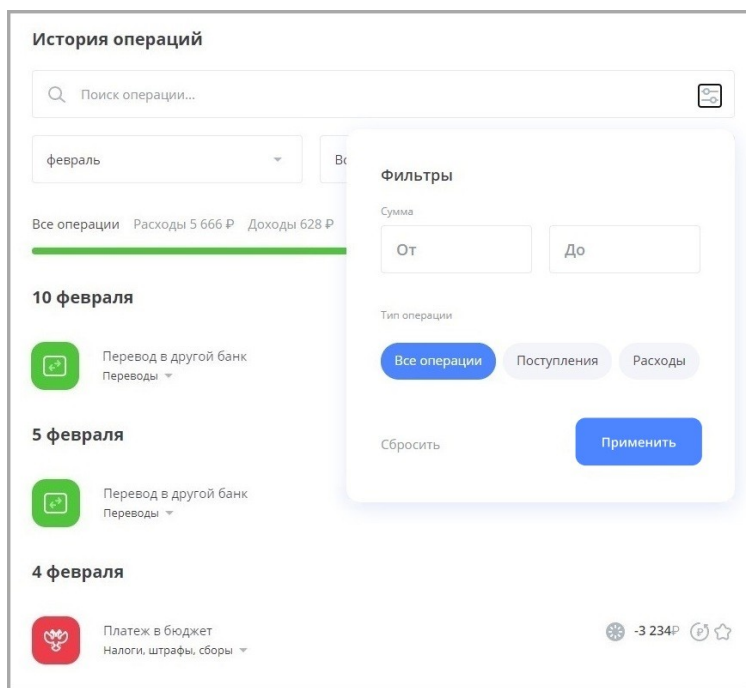 История операций
Поиск операции...
февраль
Фильтры
Сумма
От До
Все операции Расходы 5 666 ₽ Доходы 628 ₽
10 февраля
Тип операции
Перевод в другой банк
Переводы
Все операции Поступления Расходы
5 февраля
Сбросить Применить
Перевод в другой банк
Переводы
4 февраля
Платеж в бюджет
Налоги, штрафы, сборы
-3 234₽